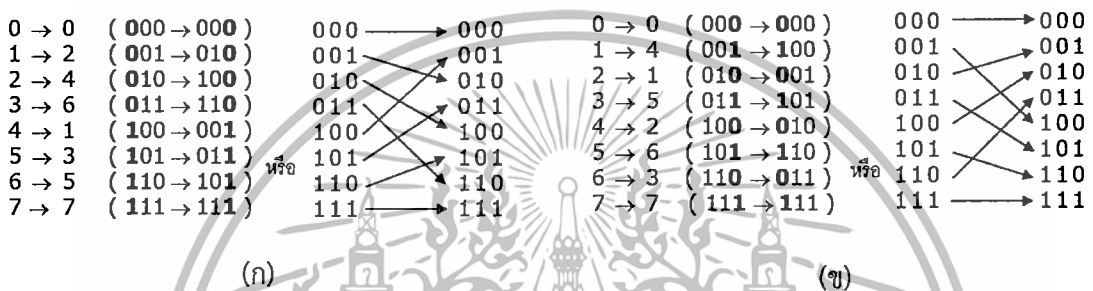 0 → 0 ( 000 → 000 ) 000 → 000
1 → 2 ( 001 → 010 ) 001 001
2 → 4 ( 010 → 100 ) 010 010
3 → 6 ( 011 → 110 ) 011 011
4 → 1 ( 100 → 001 ) 100 100
5 → 3 ( 101 → 011 ) หรือ 101 101
6 → 5 ( 110 → 101 ) 110 110
7 → 7 ( 111 → 111 ) 111 → 111
(ก)
0 → 0 ( 000 → 000 ) 000 → 000
1 → 4 ( 001 → 100 ) 001 001
2 → 1 ( 010 → 001 ) 010 010
3 → 5 ( 011 → 101 ) 011 011
4 → 2 ( 100 → 010 ) 100 100
5 → 6 ( 101 → 110 ) 101 101
6 → 3 ( 110 → 011 ) หรือ 110 110
7 → 7 ( 111 → 111 ) 111 → 111
(ข)